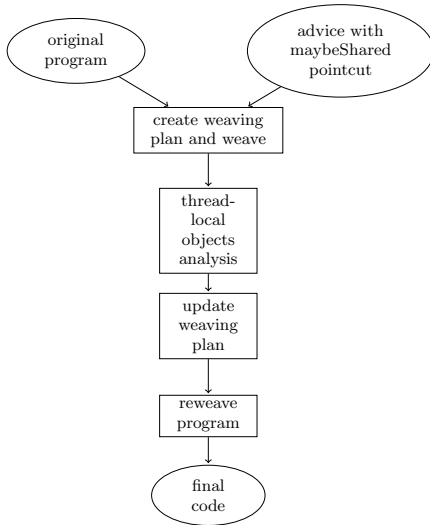 original
program
advice with
maybeShared
pointcut
create weaving
plan and weave
thread-
local
objects
analysis
update
weaving
plan
reweave
program
final
code